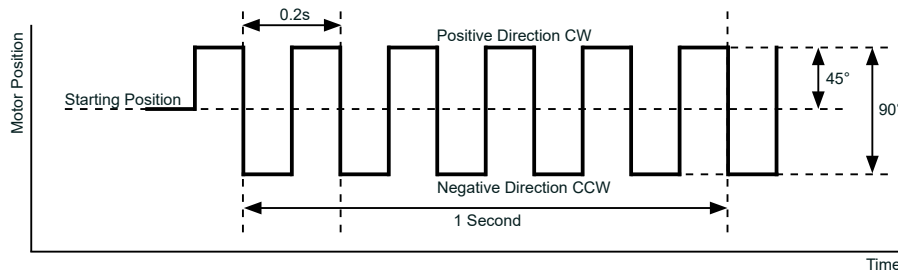 0.2s
Positive Direction CW
Motor Position
Starting Position
45°
90°
Negative Direction CCW
1 Second
Time